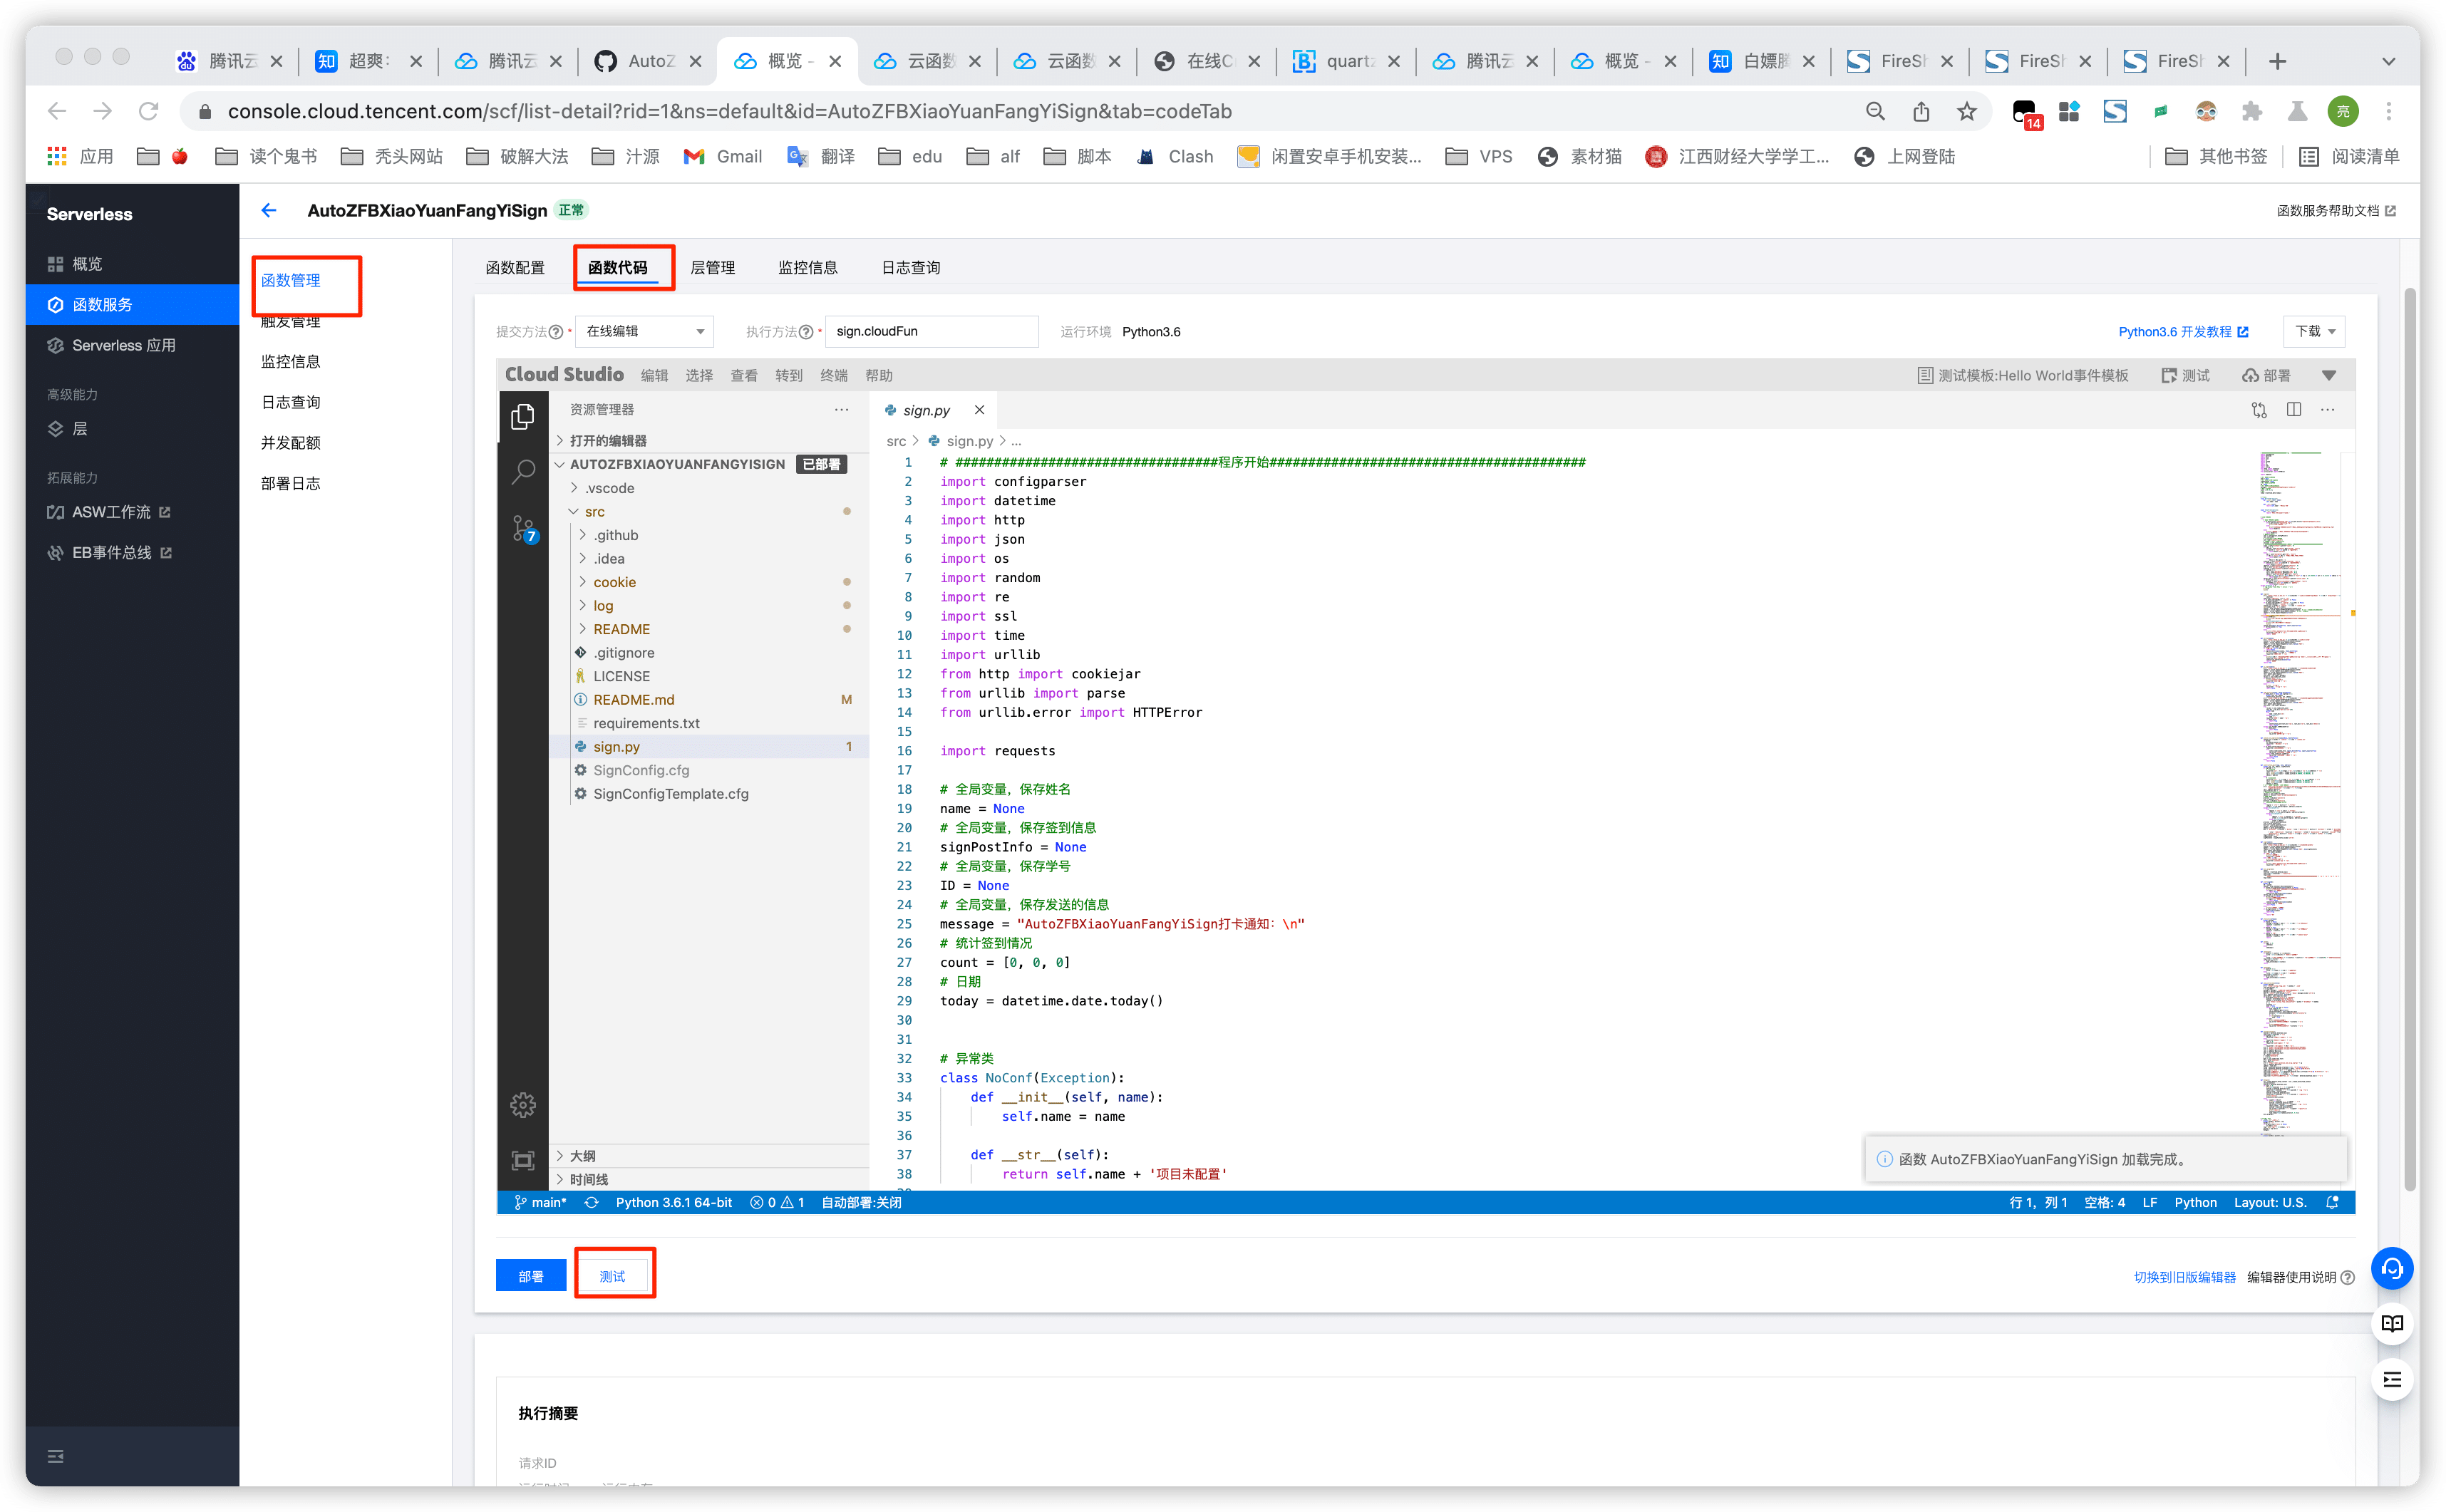 腾讯云
知 超爽:
腾讯云
AutoZ
概览 -
云函数
云函数
在线C
quartz
腾讯云
概览 -
知 白嫖腾
FireSh
FireSh
FireSh
console.cloud.tencent.com/scf/list-detail?rid=1&ns=default&id=AutoZFBXiaoYuanFangYiSign&tab=codeTab
14
亮
应用
读个鬼书
秃头网站
破解大法
汁源
Gmail
翻译
edu
alf
脚本
Clash
闲置安卓手机安装...
VPS
素材猫
江西财经大学学工...
上网登陆
其他书签
阅读清单
Serverless
AutoZFBXiaoYuanFangYiSign 正常
函数服务帮助文档
概览
函数服务
Serverless 应用
高级能力
层
拓展能力
ASW工作流
EB事件总线
函数管理
触发管理
监控信息
日志查询
并发配额
部署日志
函数配置
函数代码
层管理
监控信息
日志查询
提交方法 * 在线编辑
执行方法 * sign.cloudFun
运行环境 Python3.6
Python3.6 开发教程
下载
Cloud Studio 编辑 选择 查看 转到 终端 帮助
测试模板:Hello World事件模板
测试
部署
资源管理器 ...
打开的编辑器
AUTOZFBXIAOYUANFANGYISIGN 已部署
.vscode
src
.github
.idea
cookie
log
README
.gitignore
LICENSE
README.md M
requirements.txt
sign.py 1
SignConfig.cfg
SignConfigTemplate.cfg
大纲
时间线
7
sign.py
src > sign.py > ...
1 # ##################################程序开始#########################################
2 import configparser
3 import datetime
4 import http
5 import json
6 import os
7 import random
8 import re
9 import ssl
10 import time
11 import urllib
12 from http import cookiejar
13 from urllib import parse
14 from urllib.error import HTTPError
15
16 import requests
17
18 # 全局变量，保存姓名
19 name = None
20 # 全局变量，保存签到信息
21 signPostInfo = None
22 # 全局变量，保存学号
23 ID = None
24 # 全局变量，保存发送的信息
25 message = "AutoZFBXiaoYuanFangYiSign打卡通知：\n"
26 # 统计签到情况
27 count = [0, 0, 0]
28 # 日期
29 today = datetime.date.today()
30
31
32 # 异常类
33 class NoConf(Exception):
34 def __init__(self, name):
35 self.name = name
36
37 def __str__(self):
38 return self.name + '项目未配置'
函数 AutoZFBXiaoYuanFangYiSign 加载完成。
main* Python 3.6.1 64-bit 0 1 自动部署:关闭
行 1，列 1 空格: 4 LF Python Layout: U.S.
部署
测试
切换到旧版编辑器 编辑器使用说明
执行摘要
请求ID